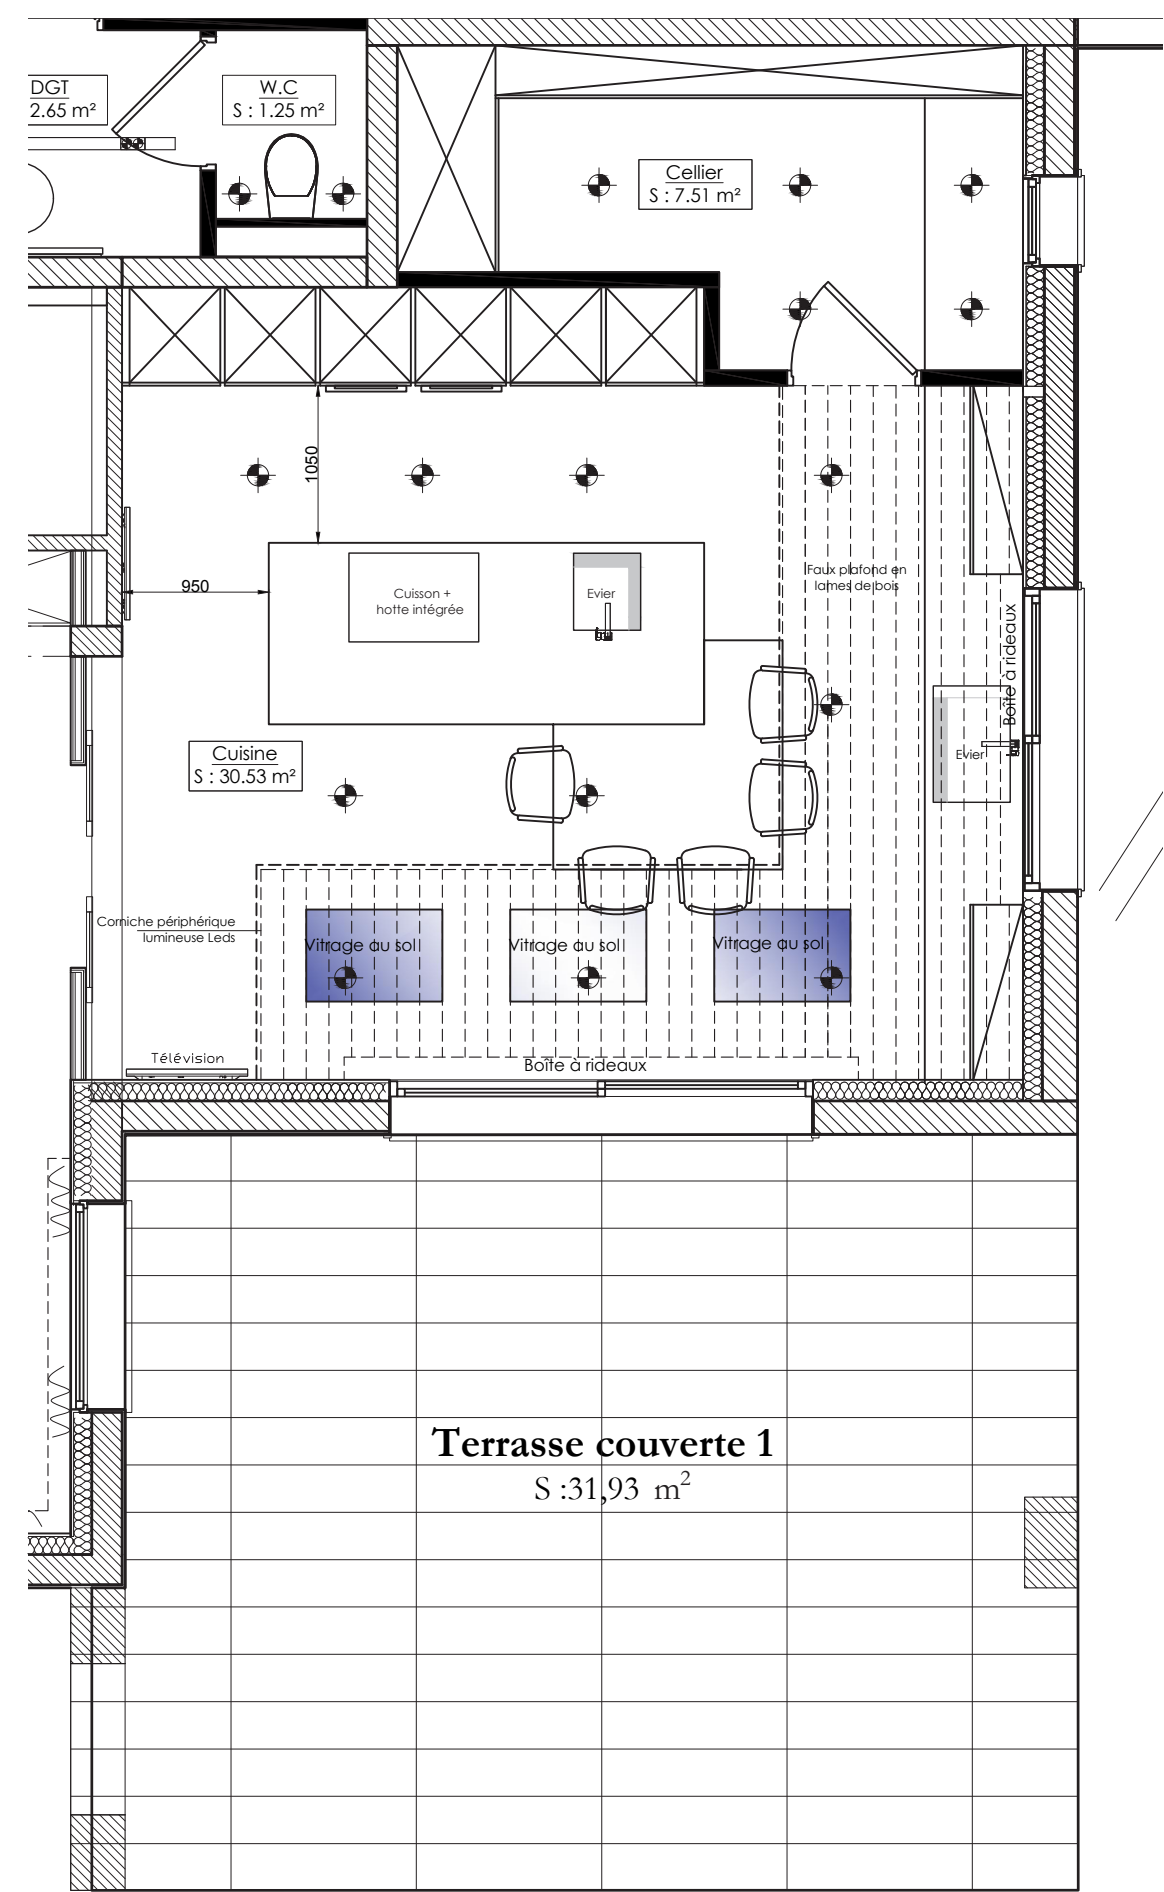 DGT
2.65 m²
W.C
S : 1.25 m²
Cellier
S : 7.51 m²
1050
950
Cuisson +
hotte intégrée
Evier
Faux plafond en
lames de bois
Boîte à rideaux
Evier
Cuisine
S : 30.53 m²
Corniche périphérique
lumineuse Leds
Vitrage au sol
Vitrage au sol
Vitrage au sol
Télévision
Boîte à rideaux
Terrasse couverte 1
S :31,93 m²